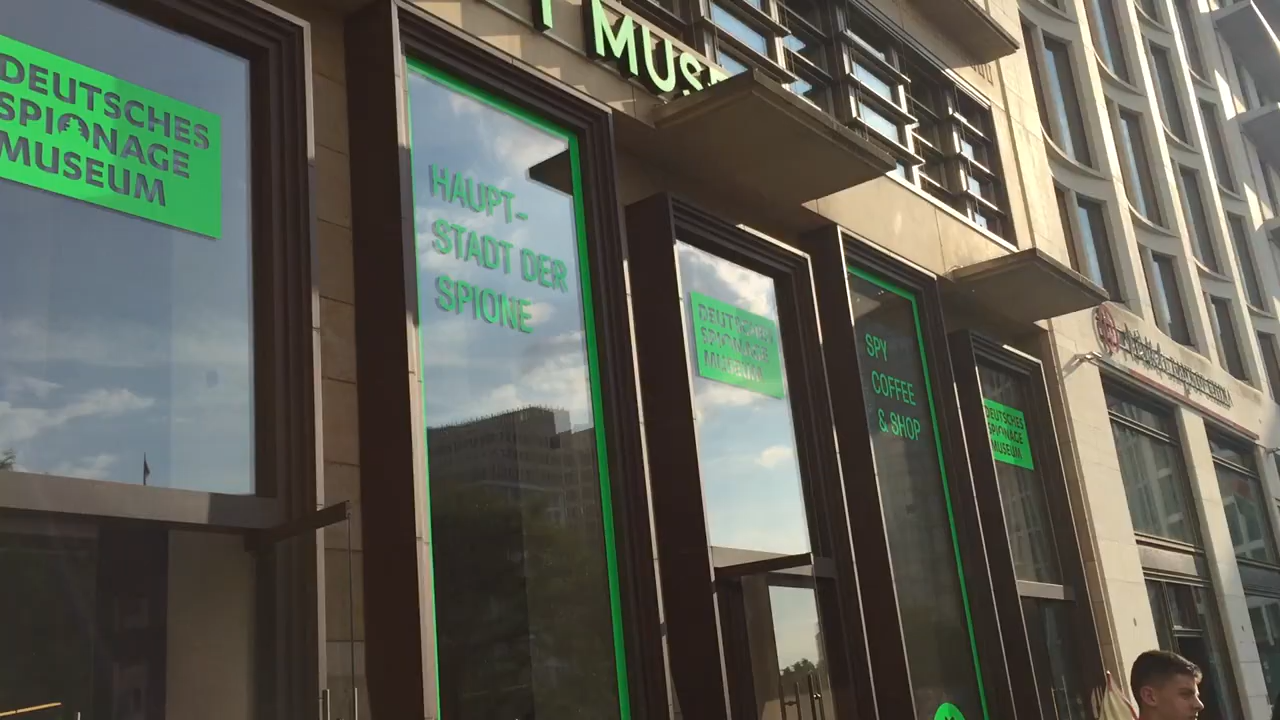 DEUTSCHES
SPIONAGE
MUSEUM
MUSE
HAUPT-
STADT DER
SPIONE
DEUTSCHES
SPIONAGE
MUSEUM
SPY
COFFEE
& SHOP
DEUTSCHES
SPIONAGE
MUSEUM